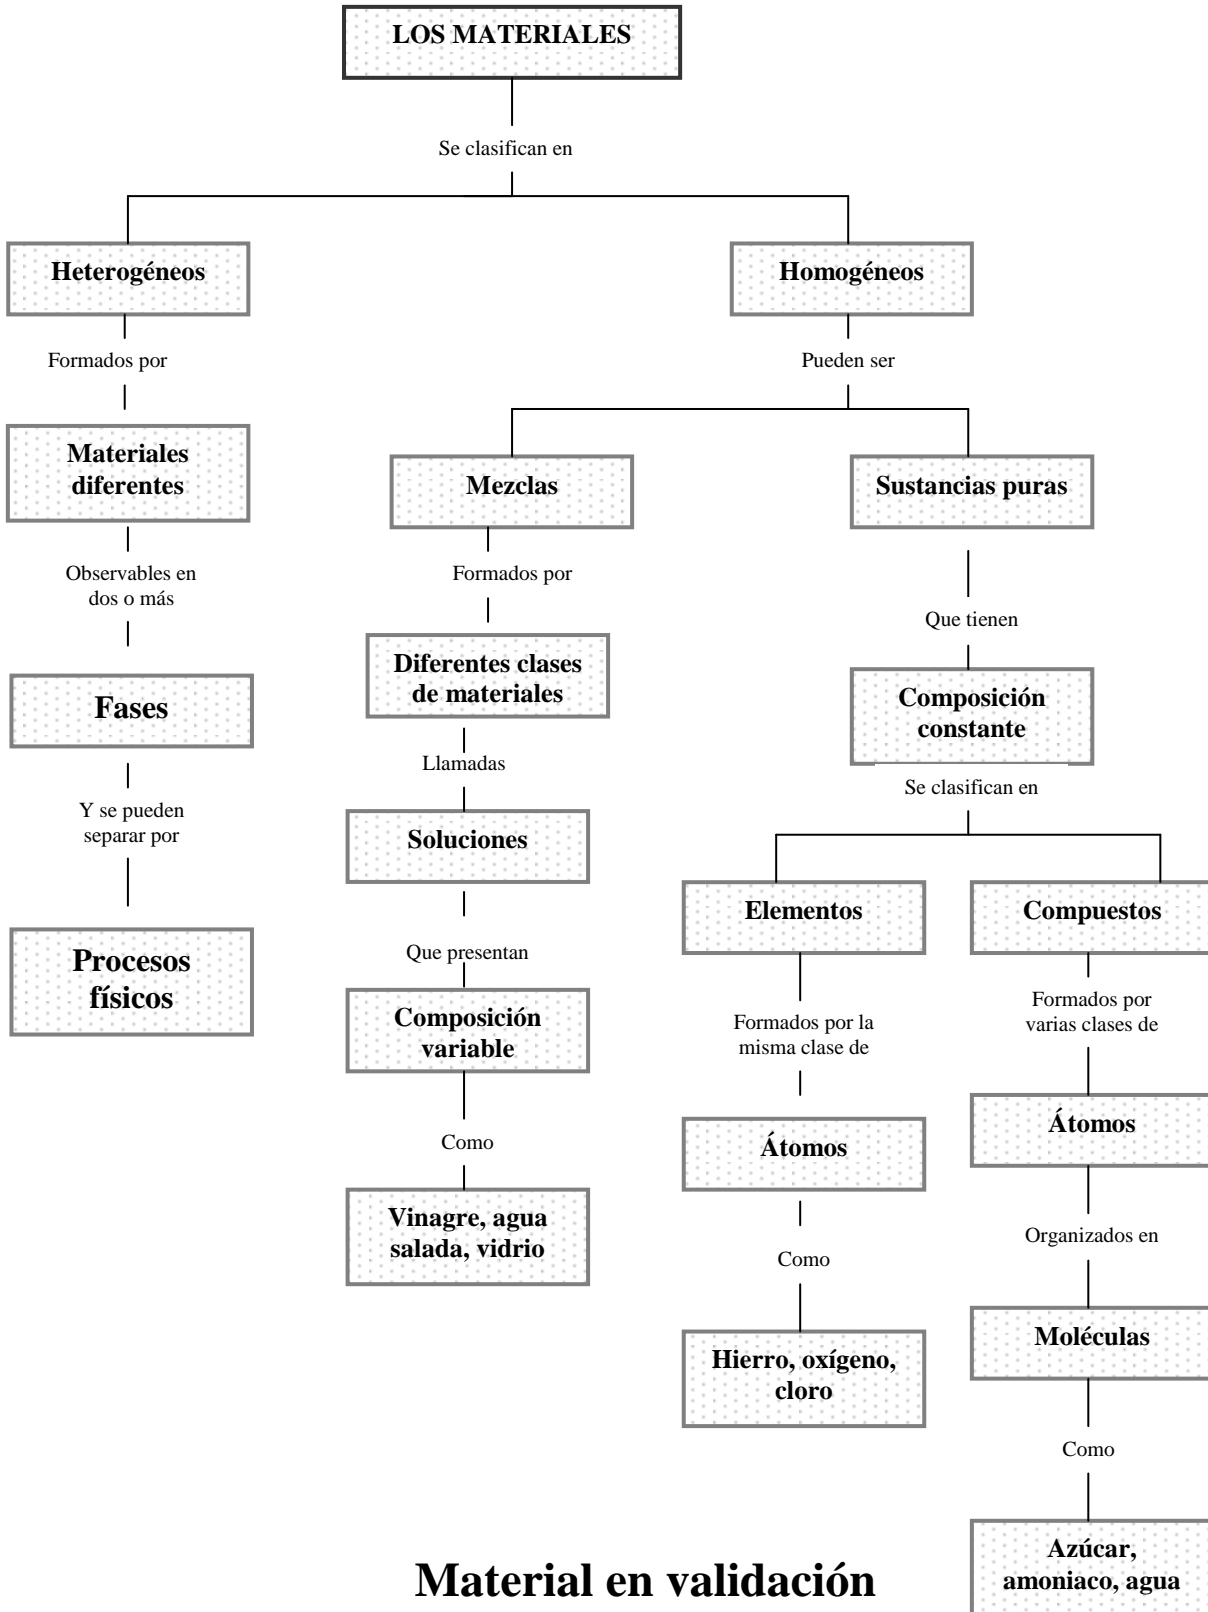 LOS MATERIALES
Se clasifican en
Heterogéneos
Homogéneos
Formados por
Pueden ser
Materiales
diferentes
Mezclas
Sustancias puras
Observables en
dos o más
Formados por
Que tienen
Fases
Diferentes clases
de materiales
Composición
constante
Llamadas
Se clasifican en
Y se pueden
separar por
Soluciones
Elementos
Compuestos
Procesos
físicos
Que presentan
Composición
variable
Formados por la
misma clase de
Formados por
varias clases de
Como
Átomos
Átomos
Vinagre, agua
salada, vidrio
Como
Organizados en
Hierro, oxígeno,
cloro
Moléculas
Como
Azúcar,
amoniaco, agua
Material en validación